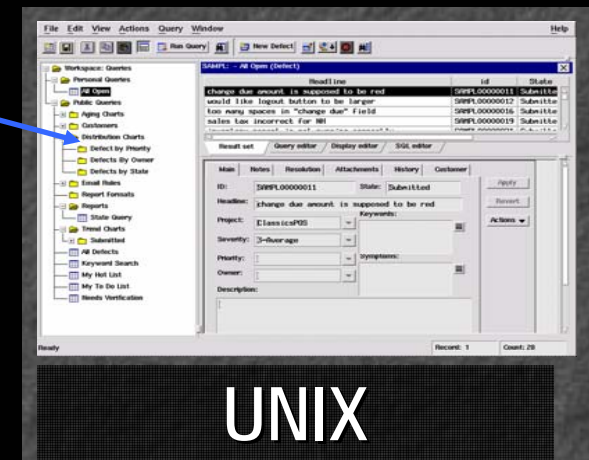 File Edit View Actions Query Window Help
Run Query New Defect
Workspace: Queries
Personal Queries
All Open
Public Queries
Aging Charts
Customers
Distribution Charts
Defect by Priority
Defects By Owner
Defects by State
Email Rules
Report Formats
Reports
State Query
Trend Charts
Submitted
All Defects
Keyword Search
My Hot List
My To Do List
Needs Verification
SAMPL: - All Open (Defect)
Headline id State
change due amount is supposed to be red SAMPL00000011 Submitte
would like logout button to be larger SAMPL00000012 Submitte
too many spaces in "change due" field SAMPL00000016 Submitte
sales tax incorrect for NH SAMPL00000019 Submitte
Result set Query editor Display editor SQL editor
Main Notes Resolution Attachments History Customer
ID: SAMPL00000011 State: Submitted
Headline: change due amount is supposed to be red
Project: ClassicsPOS Keywords:
Severity: 3-Average
Priority: Symptoms:
Owner:
Description:
Apply
Revert
Actions
Ready Record: 1 Count: 28
UNIX